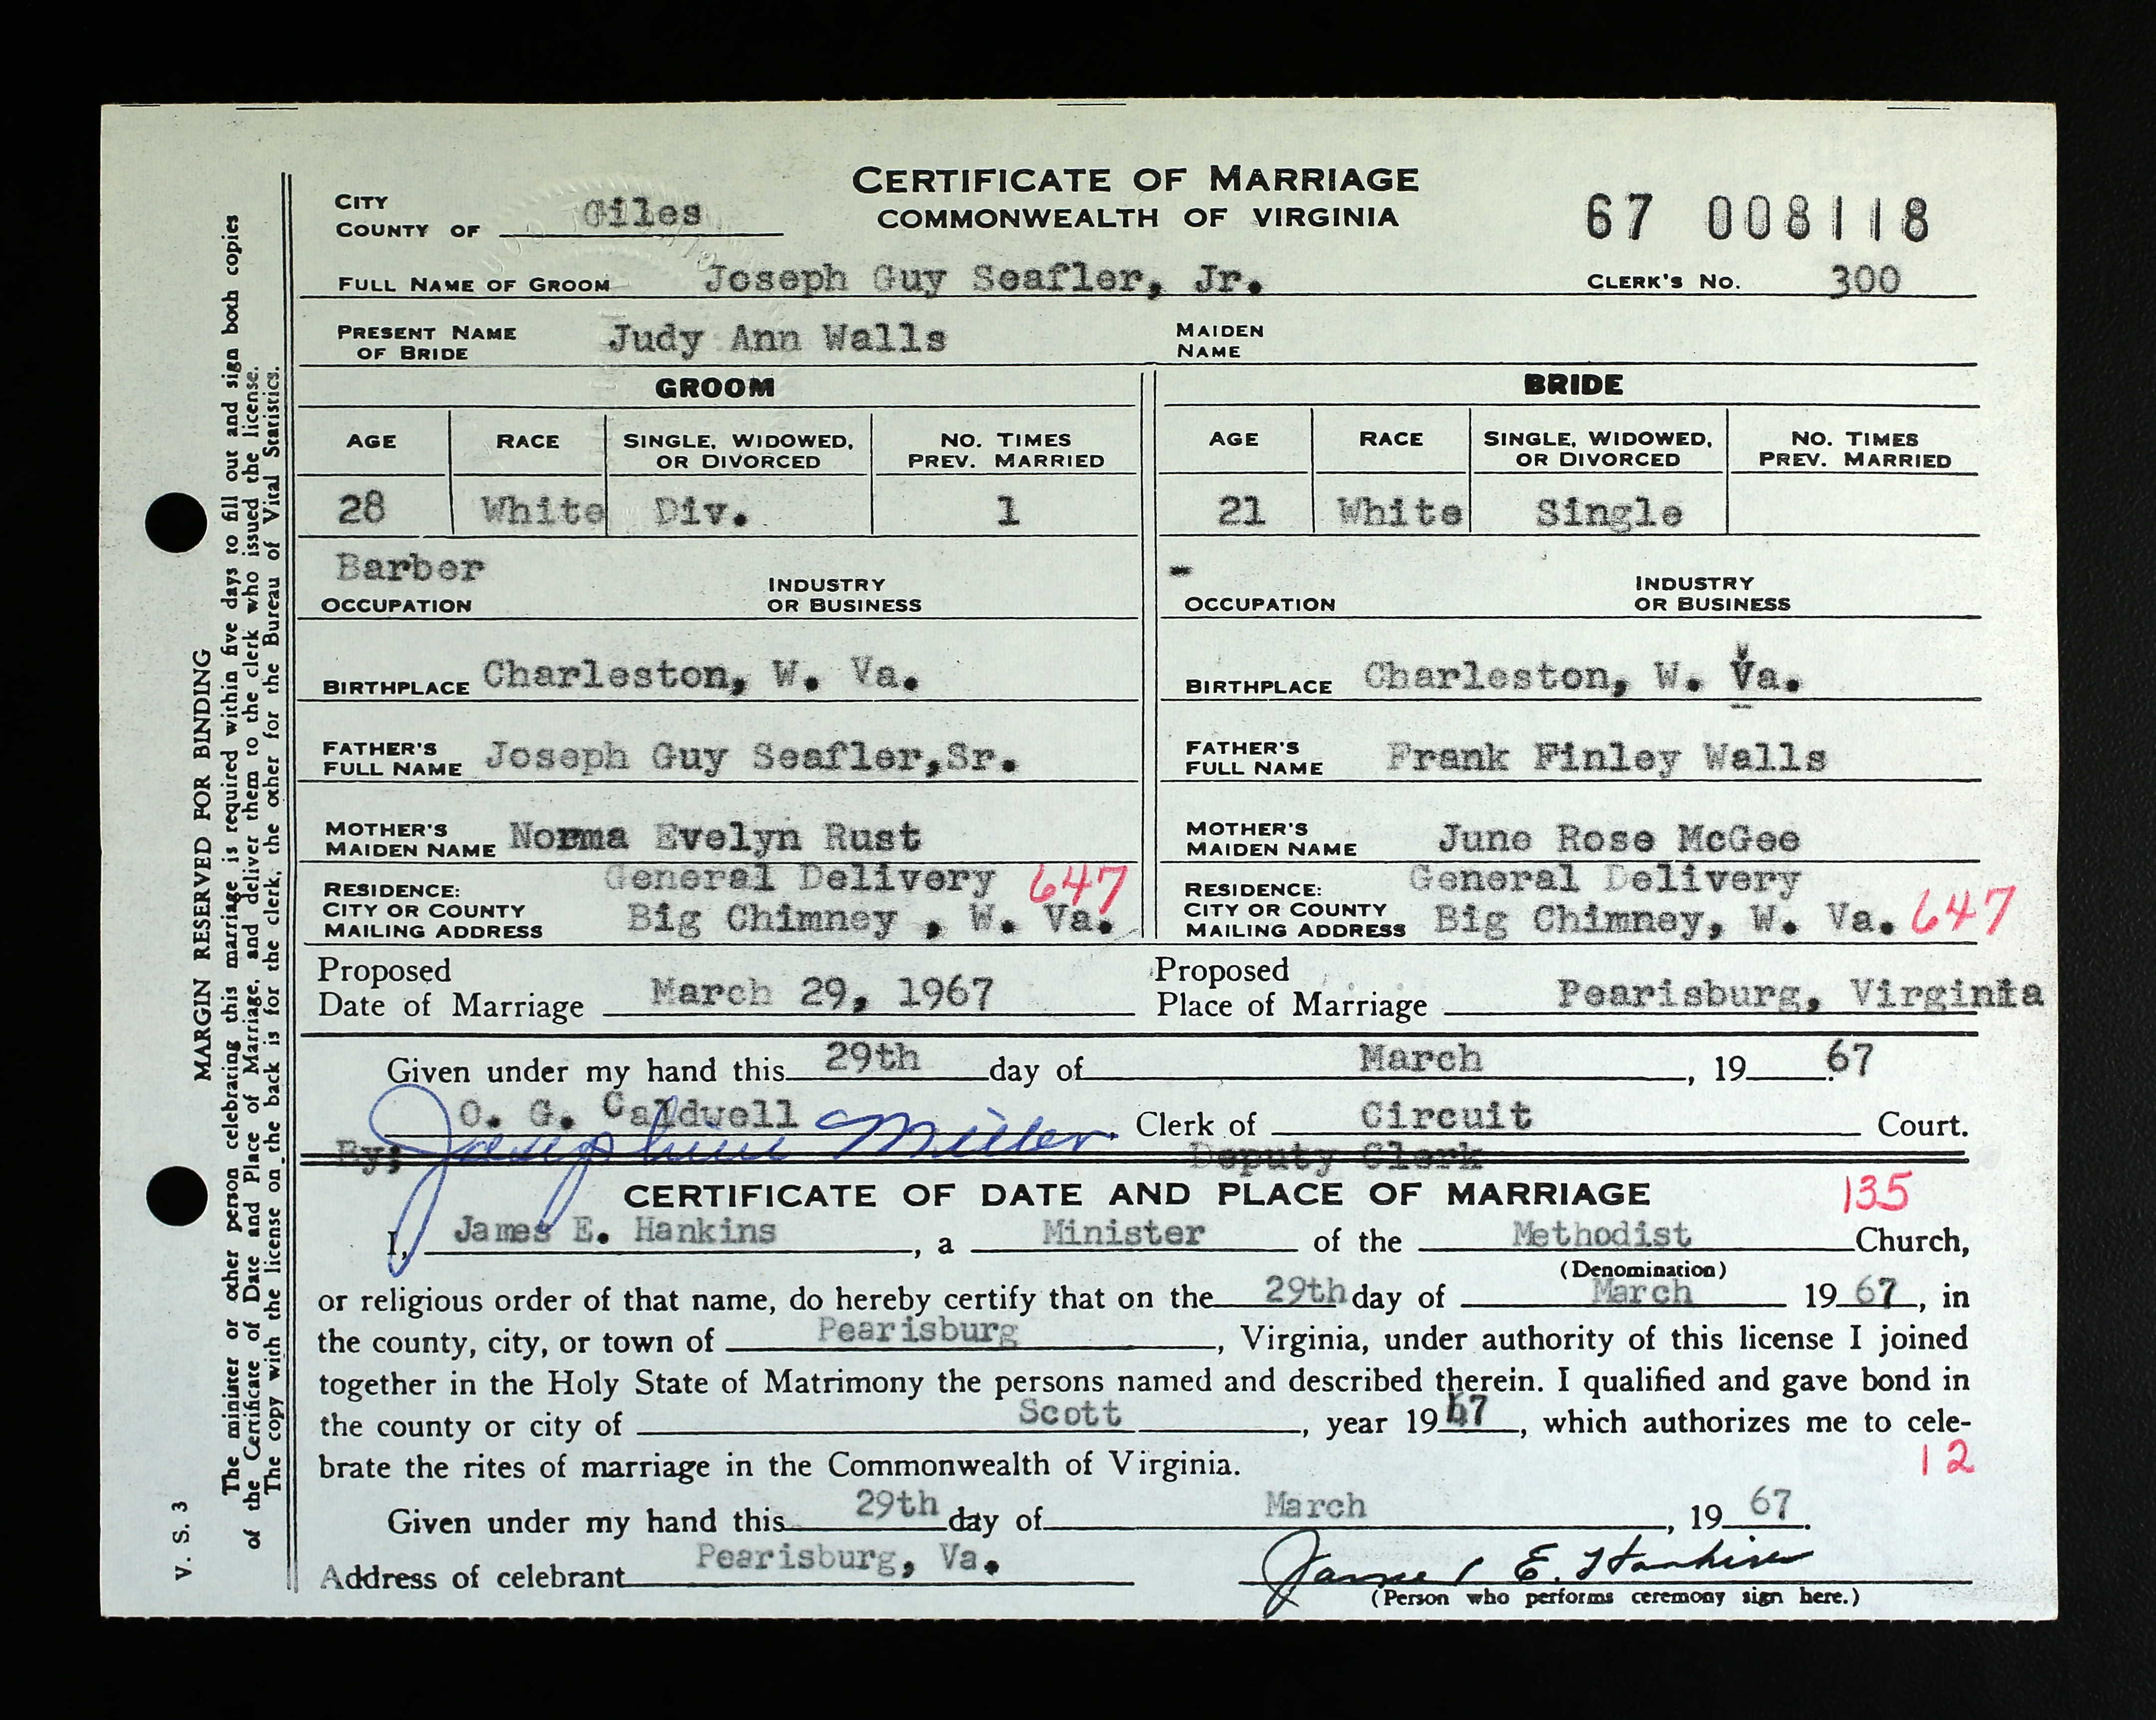 CERTIFICATE OF MARRIAGE
COMMONWEALTH OF VIRGINIA
67 008118
CITY
COUNTY OF Giles
FULL NAME OF GROOM Joseph Guy Seafler, Jr. CLERK'S NO. 300
PRESENT NAME OF BRIDE Judy Ann Walls MAIDEN NAME
GROOM BRIDE
AGE RACE SINGLE, WIDOWED, OR DIVORCED NO. TIMES PREV. MARRIED AGE RACE SINGLE, WIDOWED, OR DIVORCED NO. TIMES PREV. MARRIED
28 White Div. 1 21 White Single
Barber -
OCCUPATION INDUSTRY OR BUSINESS OCCUPATION INDUSTRY OR BUSINESS
BIRTHPLACE Charleston, W. Va. BIRTHPLACE Charleston, W. Va.
FATHER'S FULL NAME Joseph Guy Seafler,Sr. FATHER'S FULL NAME Frank Finley Walls
MOTHER'S MAIDEN NAME Norma Evelyn Rust MOTHER'S MAIDEN NAME June Rose McGee
General Delivery 647 General Delivery
RESIDENCE: CITY OR COUNTY MAILING ADDRESS Big Chimney , W. Va. RESIDENCE: CITY OR COUNTY MAILING ADDRESS Big Chimney, W. Va. 647
Proposed Date of Marriage March 29, 1967 Proposed Place of Marriage Pearisburg, Virginia
Given under my hand this 29th day of March, 19 67
O. G. Caldwell Clerk of Circuit Court.
By: Josephine Miller Deputy Clerk
CERTIFICATE OF DATE AND PLACE OF MARRIAGE 135
I, James E. Hankins, a Minister of the Methodist Church,
(Denomination)
or religious order of that name, do hereby certify that on the 29th day of March 19 67, in
the county, city, or town of Pearisburg, Virginia, under authority of this license I joined
together in the Holy State of Matrimony the persons named and described therein. I qualified and gave bond in
the county or city of Scott, year 19 67, which authorizes me to cele-
brate the rites of marriage in the Commonwealth of Virginia. 12
Given under my hand this 29th day of March, 19 67.
Address of celebrant Pearisburg, Va. James E. Hankins
(Person who performs ceremony sign here.)
MARGIN RESERVED FOR BINDING
The minister or other person celebrating this marriage is required within five days to fill out and sign both copies
of the Certificate of Date and Place of Marriage, and deliver them to the clerk who issued the license.
The copy with the license on the back is for the clerk, the other for the Bureau of Vital Statistics.
V. S. 3